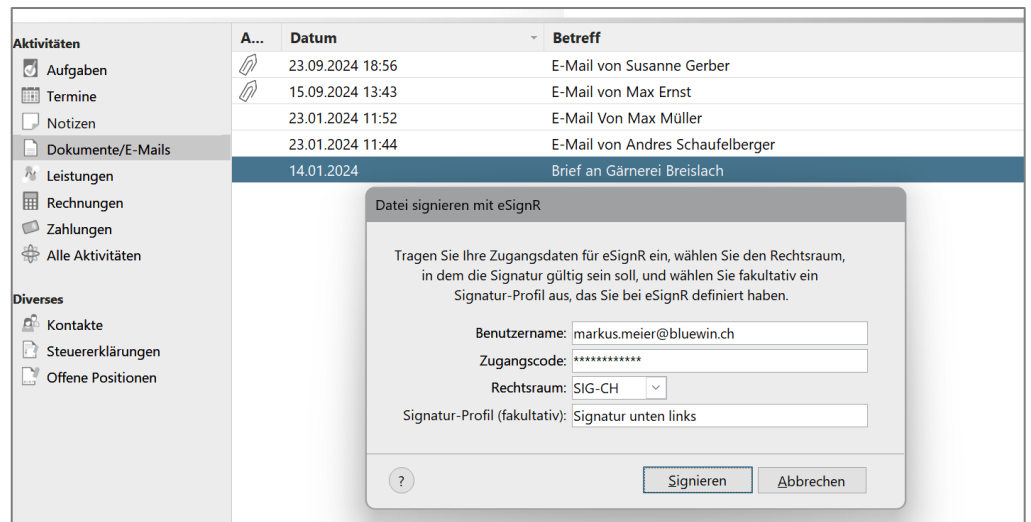 Aktivitäten
Aufgaben
Termine
Notizen
Dokumente/E-Mails
Leistungen
Rechnungen
Zahlungen
Alle Aktivitäten
Diverses
Kontakte
Steuererklärungen
Offene Positionen
A... Datum Betreff
23.09.2024 18:56 E-Mail von Susanne Gerber
15.09.2024 13:43 E-Mail von Max Ernst
23.01.2024 11:52 E-Mail Von Max Müller
23.01.2024 11:44 E-Mail von Andres Schaufelberger
14.01.2024 Brief an Gärnerei Breislach
Datei signieren mit eSignR
Tragen Sie Ihre Zugangsdaten für eSignR ein, wählen Sie den Rechtsraum,
in dem die Signatur gültig sein soll, und wählen Sie fakultativ ein
Signatur-Profil aus, das Sie bei eSignR definiert haben.
Benutzername: markus.meier@bluewin.ch
Zugangscode: ************
Rechtsraum: SIG-CH
Signatur-Profil (fakultativ): Signatur unten links
? Signieren Abbrechen